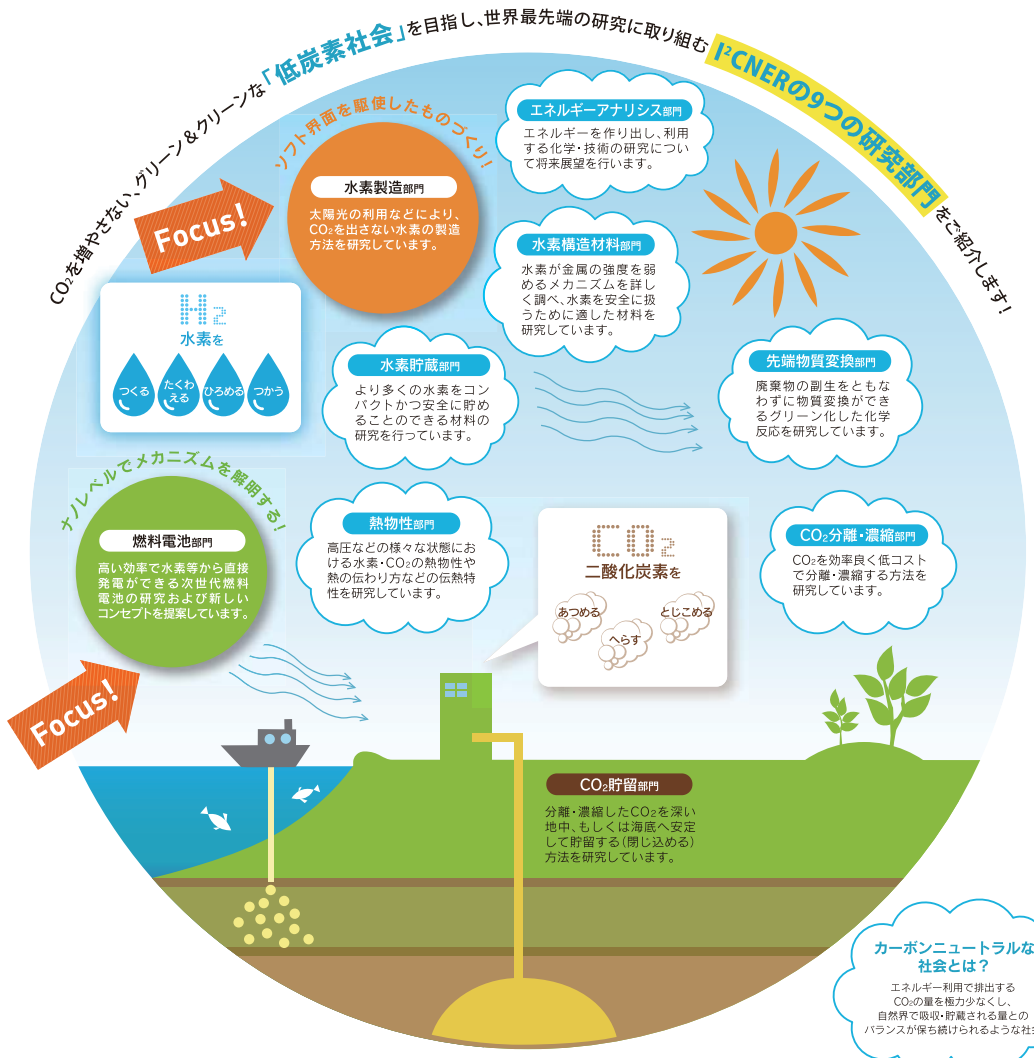 CO2を増やさない、グリーン&クリーンな「低炭素社会」を目指し、世界最先端の研究に取り組む I²CNERの9つの研究部門 をご紹介します!
ソフト界面を駆使したものづくり!
Focus!
水素製造部門
太陽光の利用などにより、
CO2を出さない水素の製造
方法を研究しています。
エネルギーアナリシス部門
エネルギーを作り出し、利用
する化学・技術の研究につい
て将来展望を行います。
水素構造材料部門
水素が金属の強度を弱
めるメカニズムを詳し
く調べ、水素を安全に扱
うために適した材料を
研究しています。
H2
水素を
つくる
たくわ
える
ひろめる
つかう
水素貯蔵部門
より多くの水素をコン
パクトかつ安全に貯め
ることのできる材料の
研究を行っています。
先端物質変換部門
廃棄物の副生をともな
わずに物質変換ができ
るグリーン化した化学
反応を研究しています。
ナノレベルでメカニズムを解明する!
Focus!
燃料電池部門
高い効率で水素等から直接
発電ができる次世代燃料
電池の研究および新しい
コンセプトを提案しています。
熱物性部門
高圧などの様々な状態にお
ける水素・CO2の熱物性や
熱の伝わり方などの伝熱特
性を研究しています。
CO2
二酸化炭素を
あつめる
へらす
とじこめる
CO2分離・濃縮部門
CO2を効率良く低コスト
で分離・濃縮する方法を
研究しています。
CO2貯留部門
分離・濃縮したCO2を深い
地中、もしくは海底へ安定
して貯留する(閉じ込める)
方法を研究しています。
カーボンニュートラルな
社会とは?
エネルギー利用で排出する
CO2の量を極力少なくし、
自然界で吸収・貯蔵される量との
バランスが保ち続けられるような社